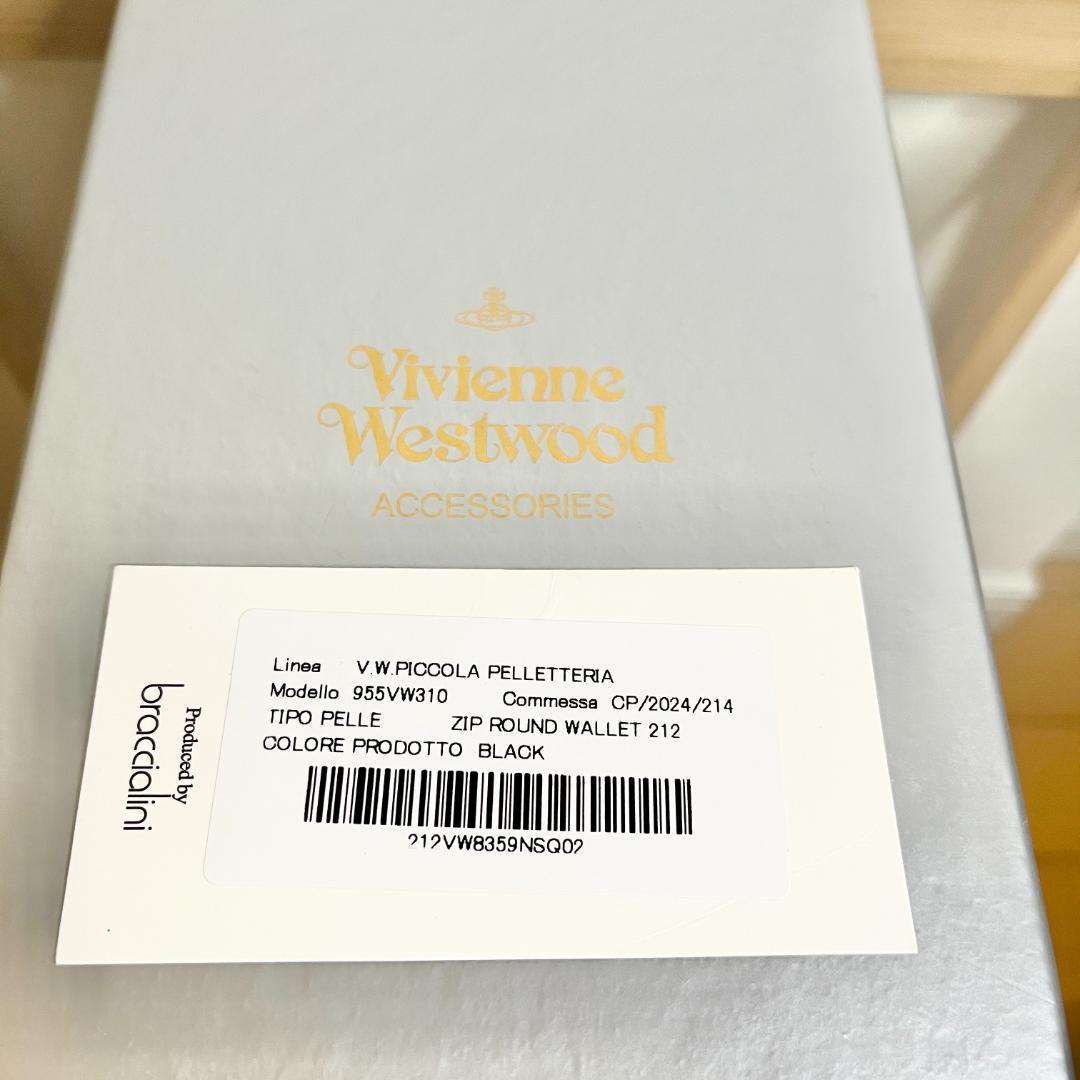 Vivienne
Westwood
ACCESSORIES
Linea V.W.PICCOLA PELLETTERIA
Modello 955VW310 Commessa CP/2024/214
TIPO PELLE ZIP ROUND WALLET 212
COLORE PRODOTTO BLACK
212VW8359NSQ02
Produced by
braccialini